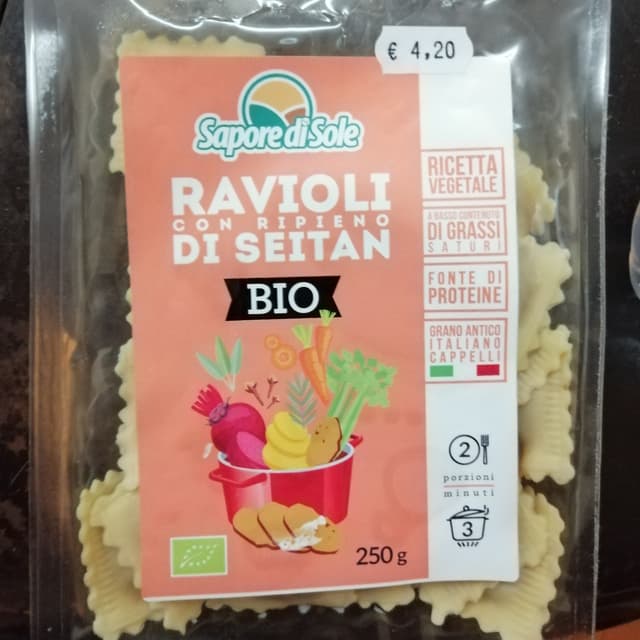 € 4,20
Sapore di Sole
RAVIOLI
CON RIPIENO
DI SEITAN
BIO
RICETTA
VEGETALE
A BASSO CONTENUTO
DI GRASSI
SATURI
FONTE DI
PROTEINE
GRANO ANTICO
ITALIANO
CAPPELLI
2
porzioni
minuti
3
250 g